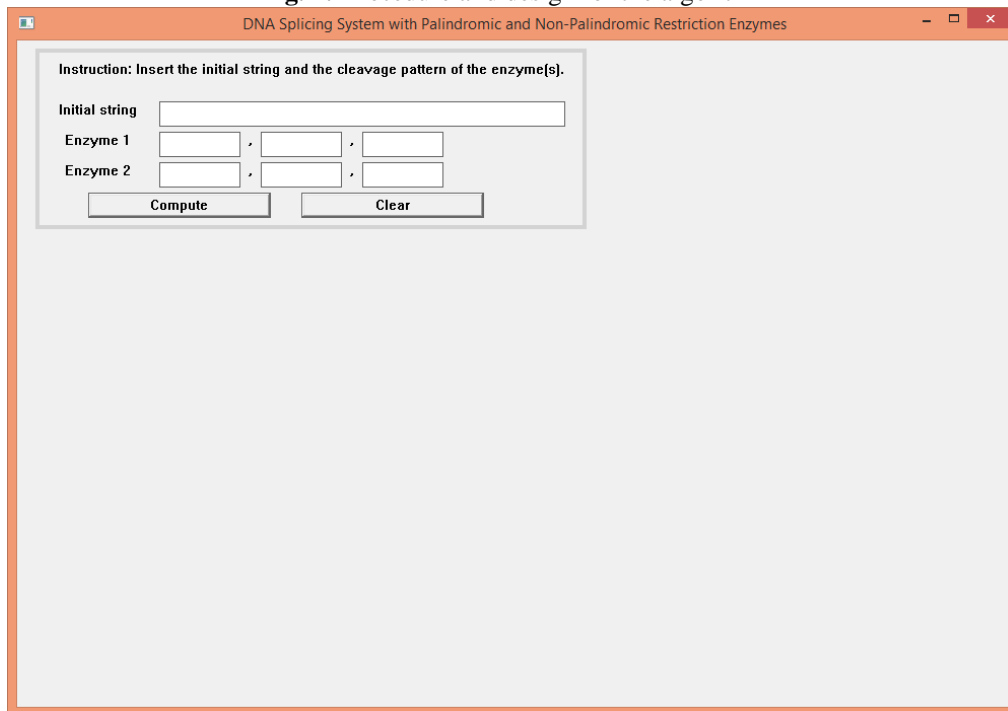 DNA Splicing System with Palindromic and Non-Palindromic Restriction Enzymes
Instruction: Insert the initial string and the cleavage pattern of the enzyme(s).
Initial string
Enzyme 1 , ,
Enzyme 2 , ,
Compute Clear